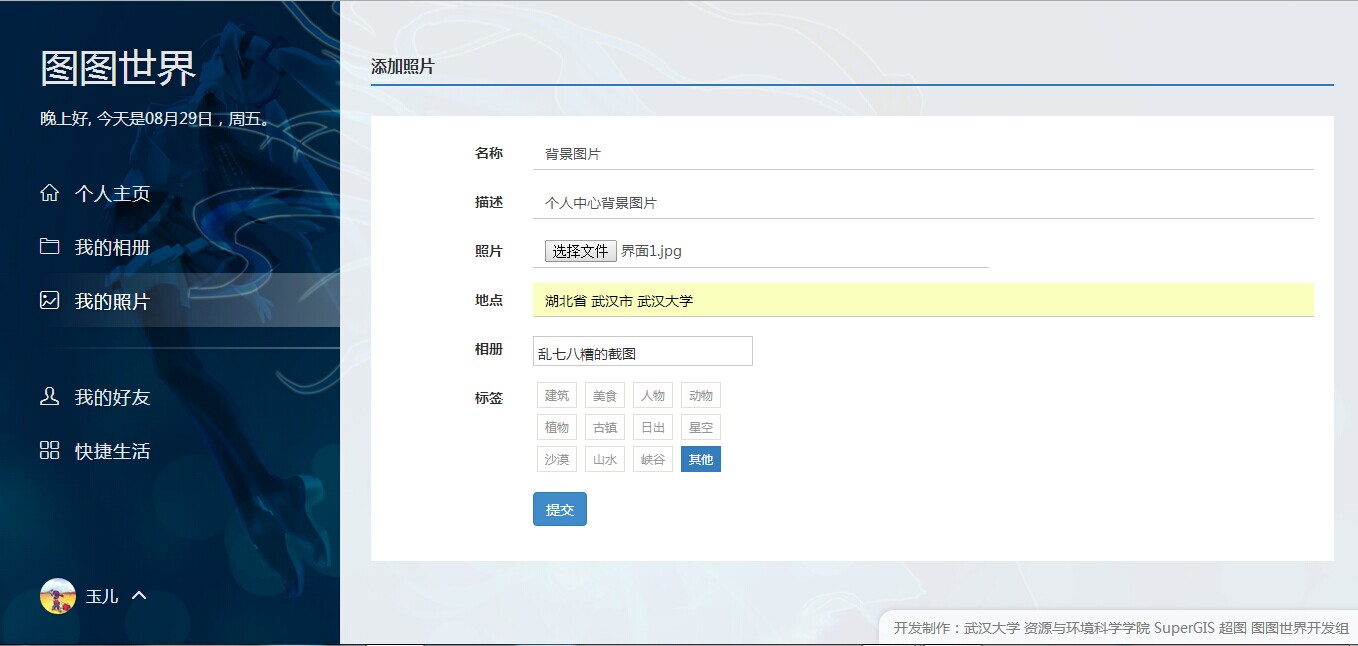 图图世界
晚上好, 今天是08月29日，周五。
个人主页
我的相册
我的照片
我的好友
快捷生活
玉儿
添加照片
名称 背景图片
描述 个人中心背景图片
照片 选择文件 界面1.jpg
地点 湖北省 武汉市 武汉大学
相册 乱七八糟的截图
标签 建筑 美食 人物 动物
植物 古镇 日出 星空
沙漠 山水 峡谷 其他
提交
开发制作：武汉大学 资源与环境科学学院 SuperGIS 超图 图图世界开发组